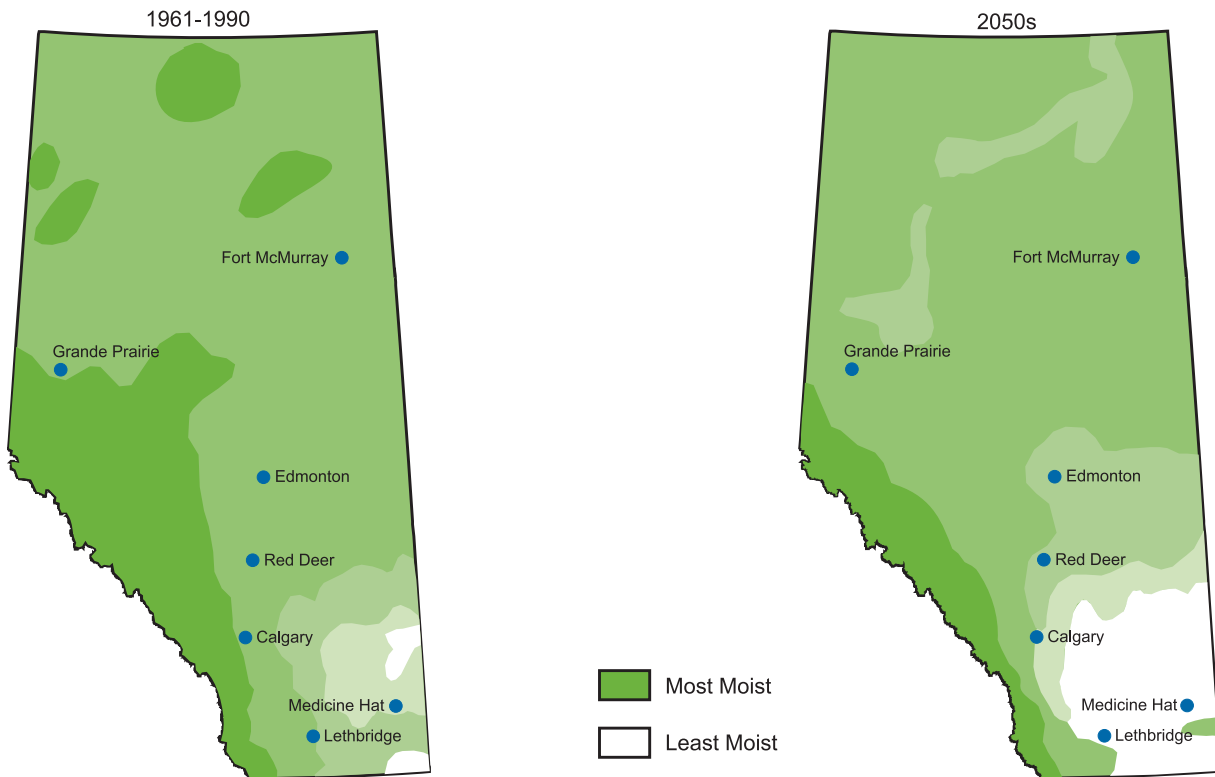 1961-1990
Fort McMurray
Grande Prairie
Edmonton
Red Deer
Calgary
Medicine Hat
Lethbridge
2050s
Fort McMurray
Grande Prairie
Edmonton
Red Deer
Calgary
Medicine Hat
Lethbridge
Most Moist
Least Moist